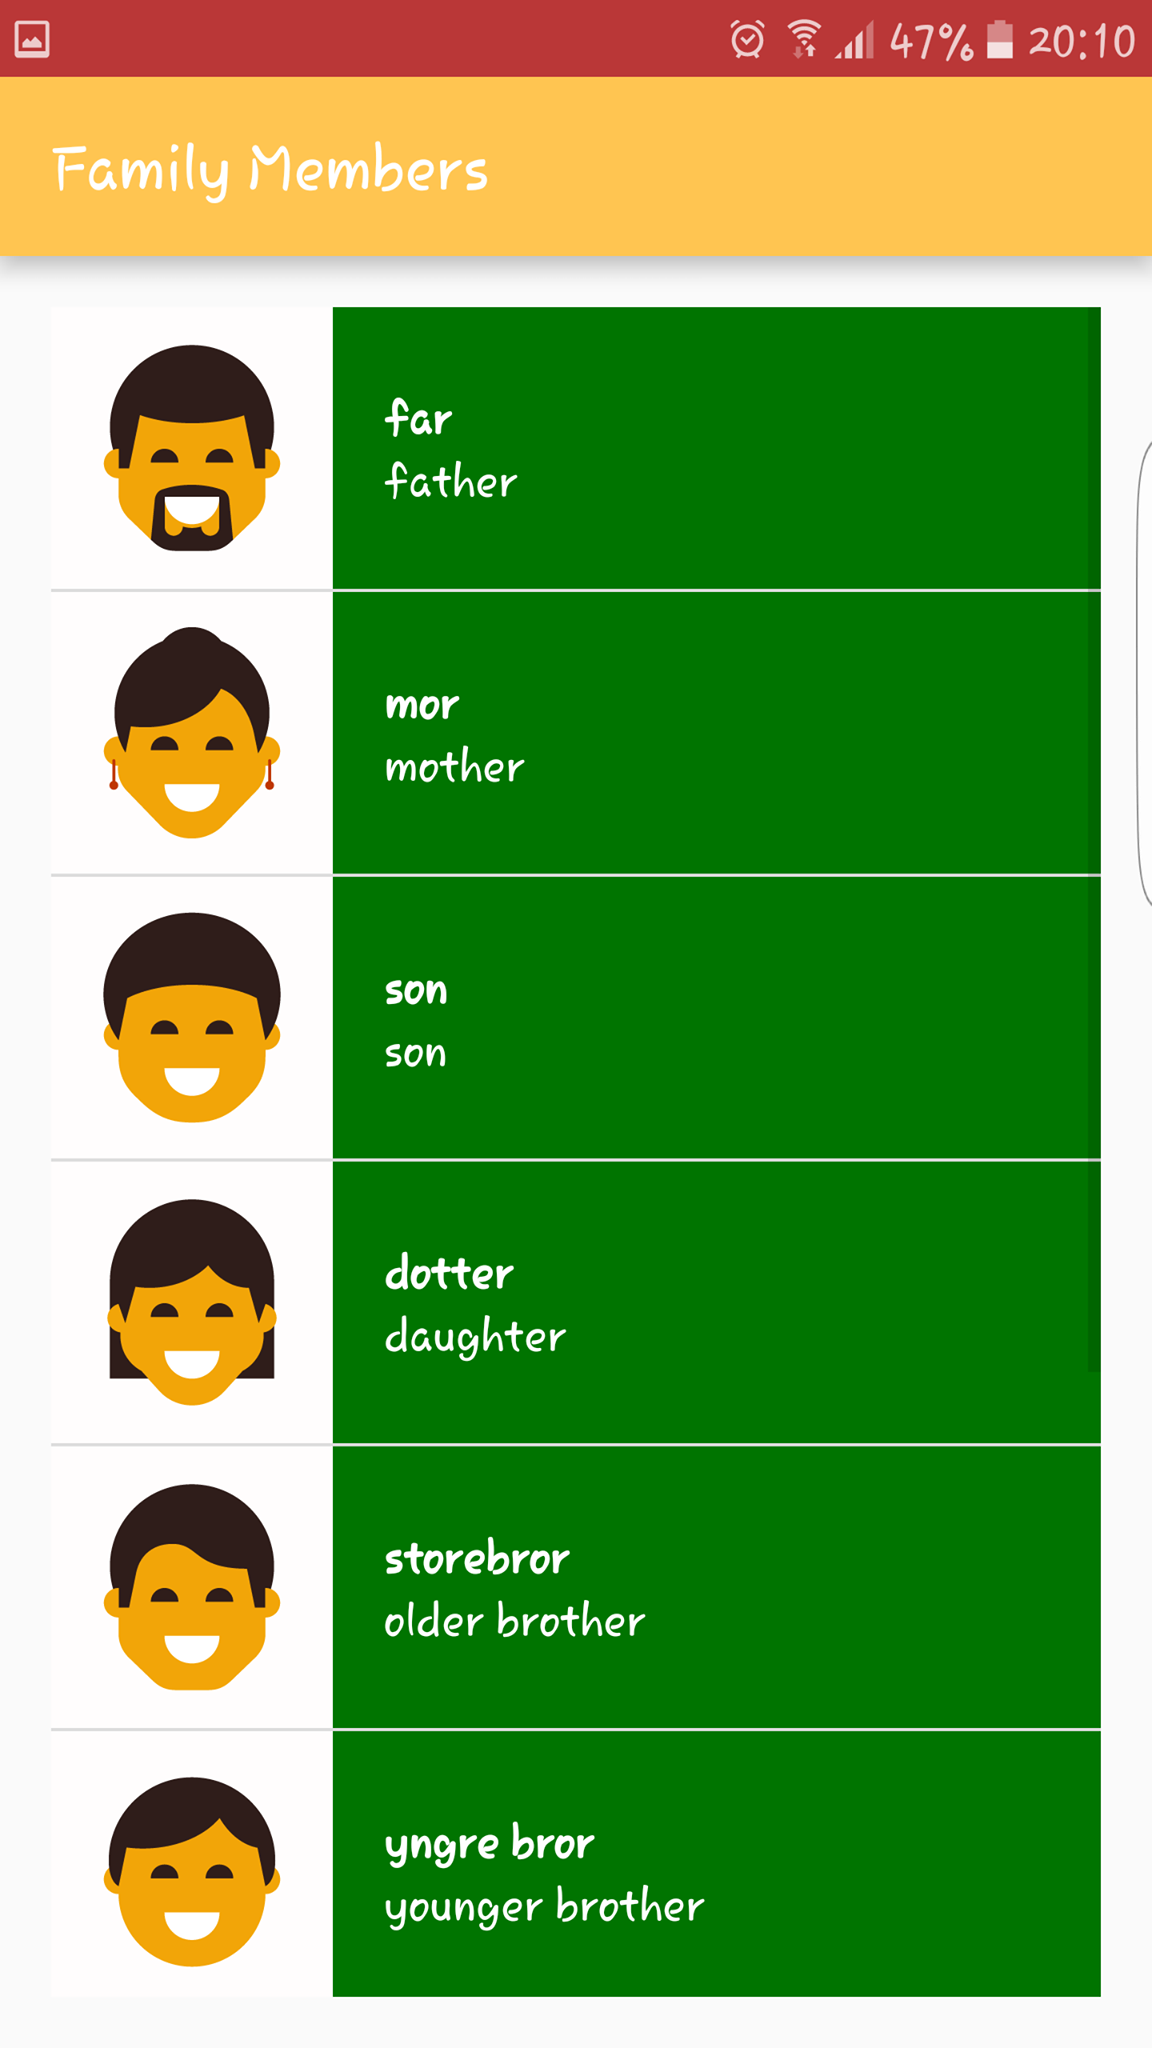 47% 20:10
Family Members
far
father
mor
mother
son
son
dotter
daughter
storebror
older brother
yngre bror
younger brother